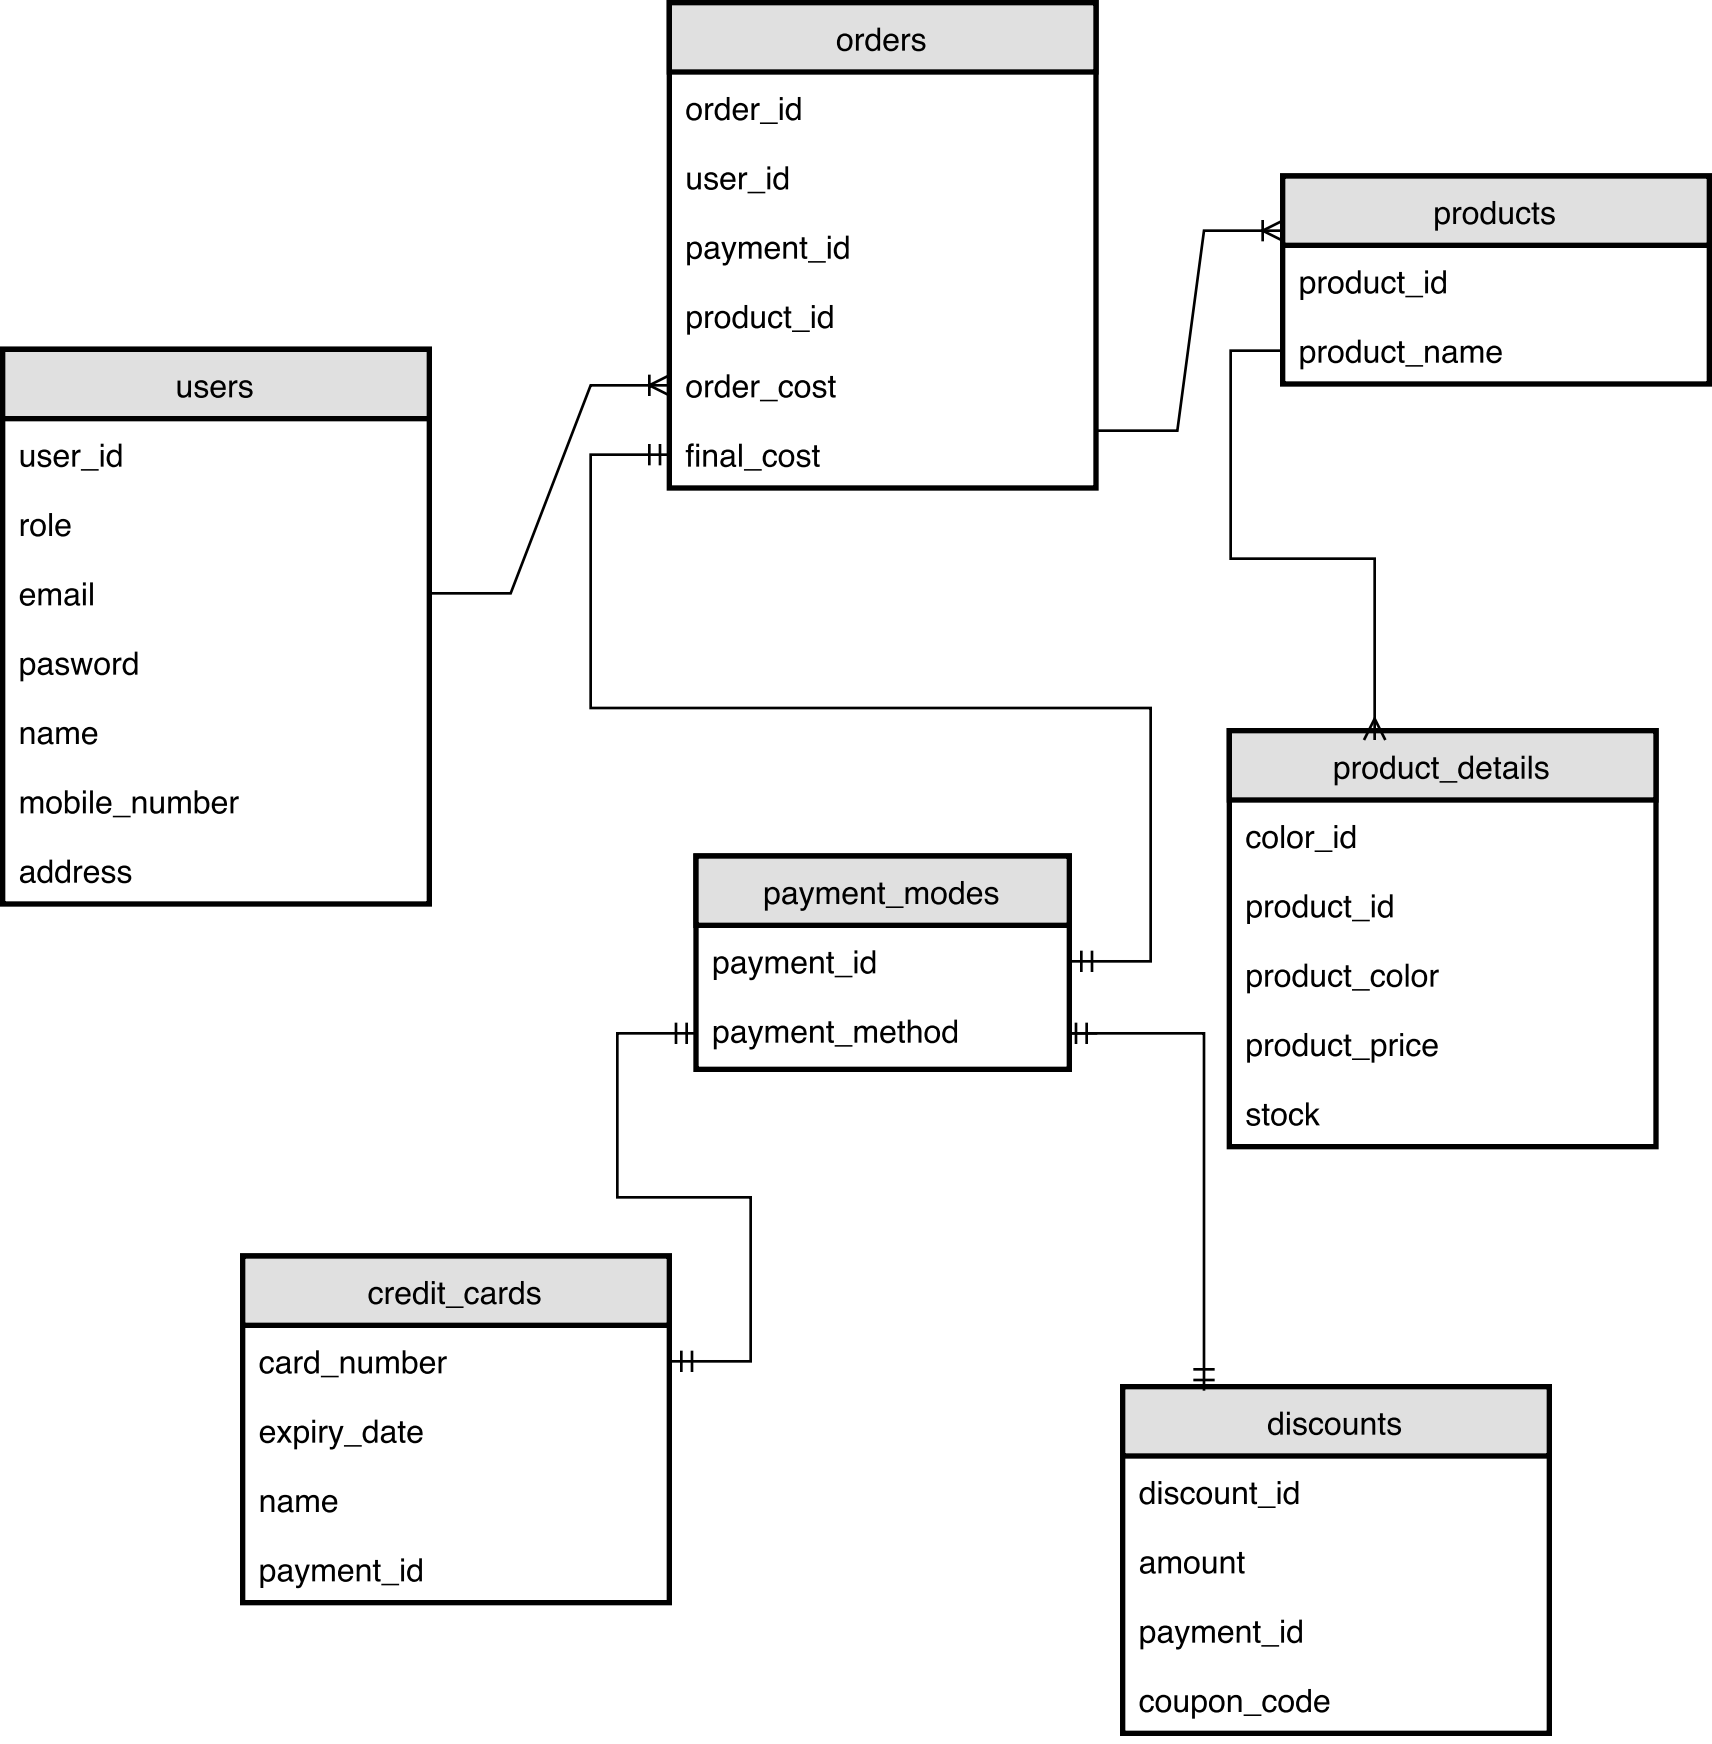 orders
order_id
user_id
payment_id
product_id
order_cost
final_cost
products
product_id
product_name
users
user_id
role
email
pasword
name
mobile_number
address
product_details
color_id
product_id
product_color
product_price
stock
payment_modes
payment_id
payment_method
credit_cards
card_number
expiry_date
name
payment_id
discounts
discount_id
amount
payment_id
coupon_code